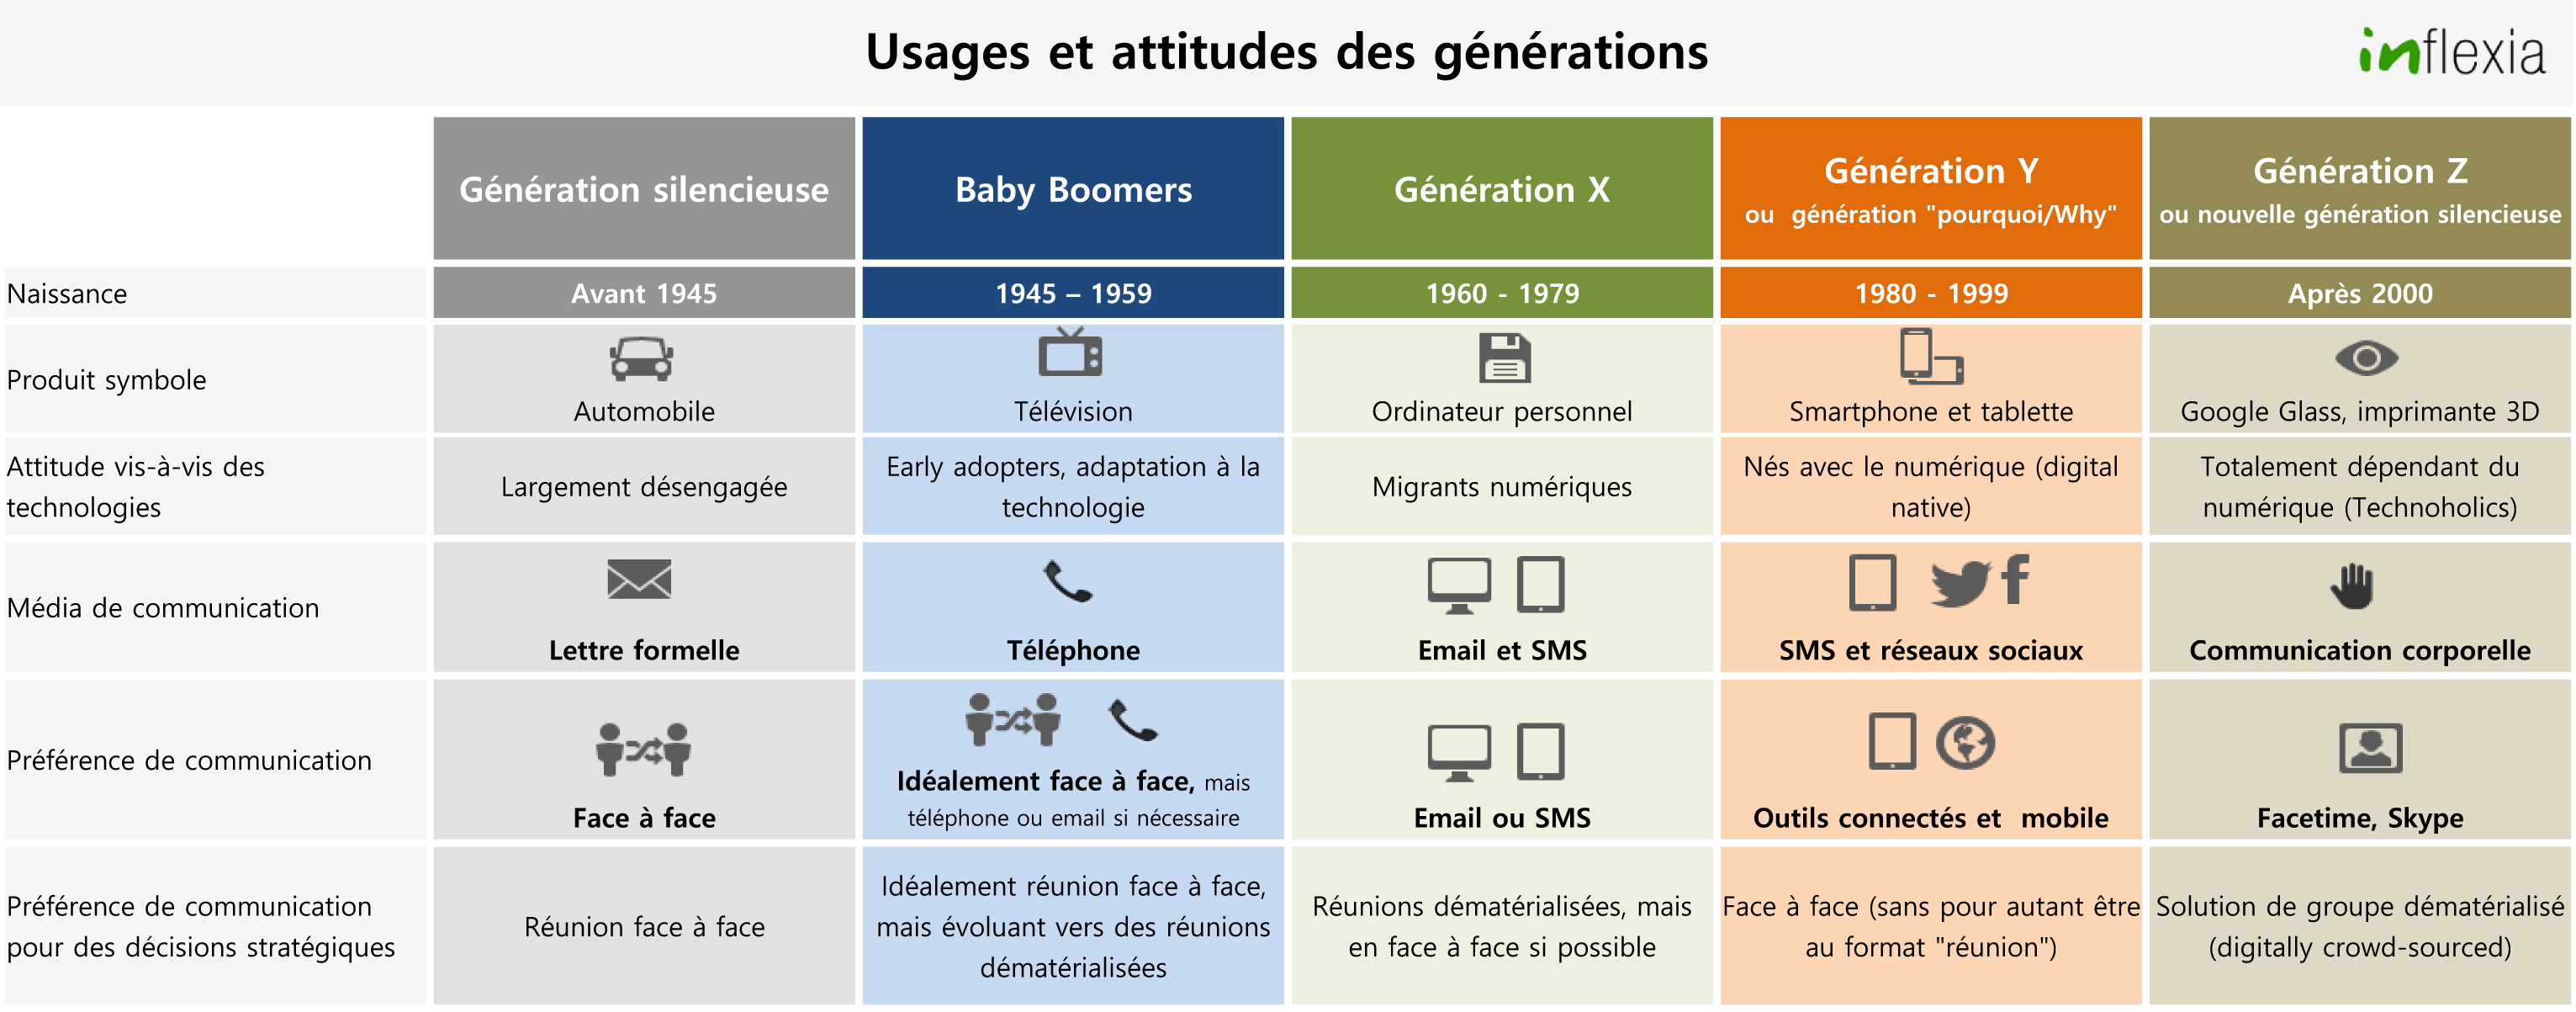 Usages et attitudes des générations
inflexia
Génération silencieuse
Baby Boomers
Génération X
Génération Y
ou génération "pourquoi/Why"
Génération Z
ou nouvelle génération silencieuse
Naissance
Avant 1945
1945 – 1959
1960 - 1979
1980 - 1999
Après 2000
Produit symbole
Automobile
Télévision
Ordinateur personnel
Smartphone et tablette
Google Glass, imprimante 3D
Attitude vis-à-vis des
technologies
Largement désengagée
Early adopters, adaptation à la
technologie
Migrants numériques
Nés avec le numérique (digital
native)
Totalement dépendant du
numérique (Technoholics)
Média de communication
Lettre formelle
Téléphone
Email et SMS
SMS et réseaux sociaux
Communication corporelle
Préférence de communication
Face à face
Idéalement face à face, mais
téléphone ou email si nécessaire
Email ou SMS
Outils connectés et mobile
Facetime, Skype
Préférence de communication
pour des décisions stratégiques
Réunion face à face
Idéalement réunion face à face,
mais évoluant vers des réunions
dématérialisées
Réunions dématérialisées, mais
en face à face si possible
Face à face (sans pour autant être
au format "réunion")
Solution de groupe dématérialisé
(digitally crowd-sourced)